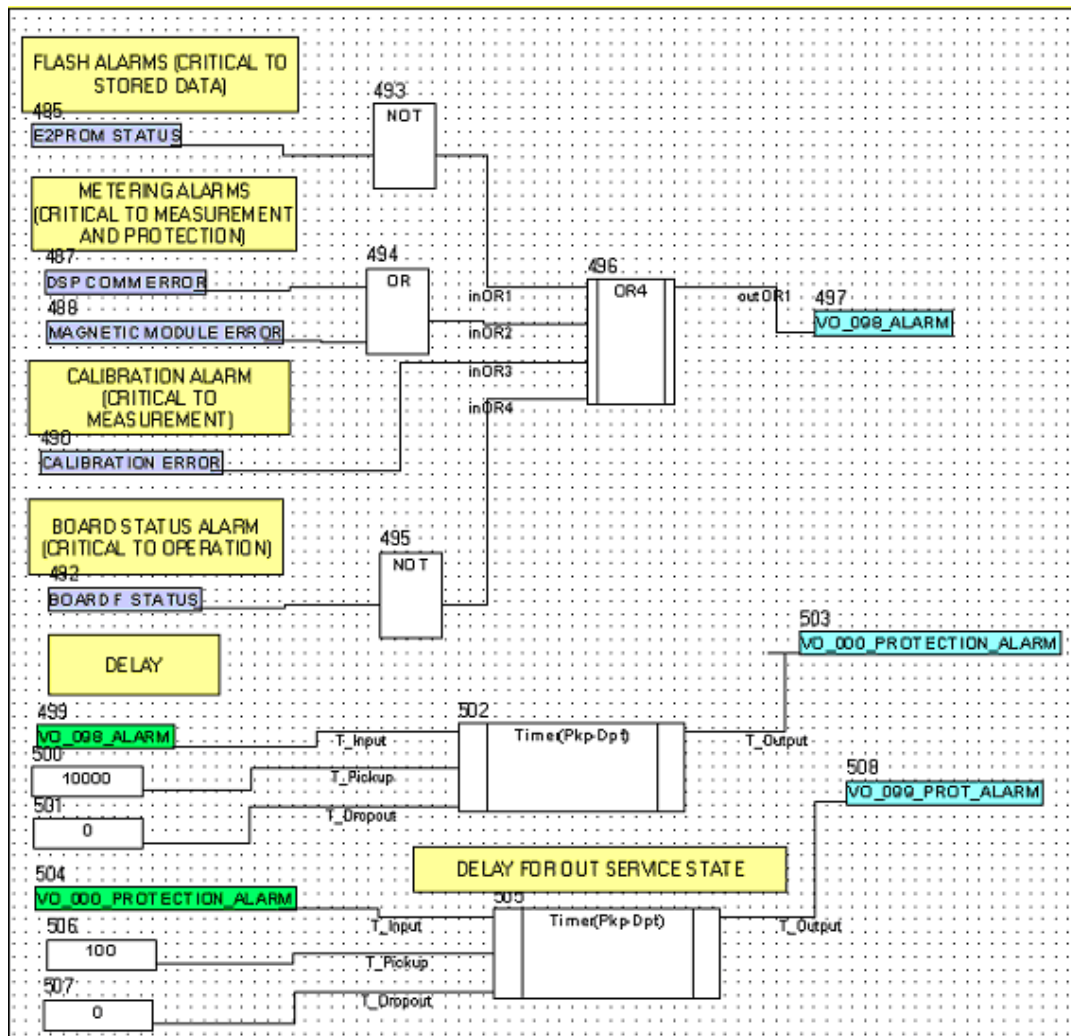 FLASH ALARMS (CRITICAL TO
STORED DATA)
485
E2PROM STATUS
493
NOT
METERING ALARMS
(CRITICAL TO MEASUREMENT
AND PROTECTION)
487
DSP COMM ERROR
488
MAGNETIC MODULE ERROR
494
OR
inOR1
inOR2
inOR3
inOR4
496
OR4
outOR1
497
VO_098_ALARM
CALIBRATION ALARM
(CRITICAL TO
MEASUREMENT)
490
CALIBRATION ERROR
BOARD STATUS ALARM
(CRITICAL TO OPERATION)
492
BOARD F STATUS
495
NOT
DELAY
499
VO_098_ALARM
500
10000
501
0
T_Input
T_Pickup
T_Dropout
502
Timer(Pkp-Dpt)
T_Output
503
VO_000_PROTECTION_ALARM
DELAY FOR OUT SERVICE STATE
504
VO_000_PROTECTION_ALARM
506
100
507
0
T_Input
T_Pickup
T_Dropout
505
Timer(Pkp-Dpt)
T_Output
508
VO_099_PROT_ALARM